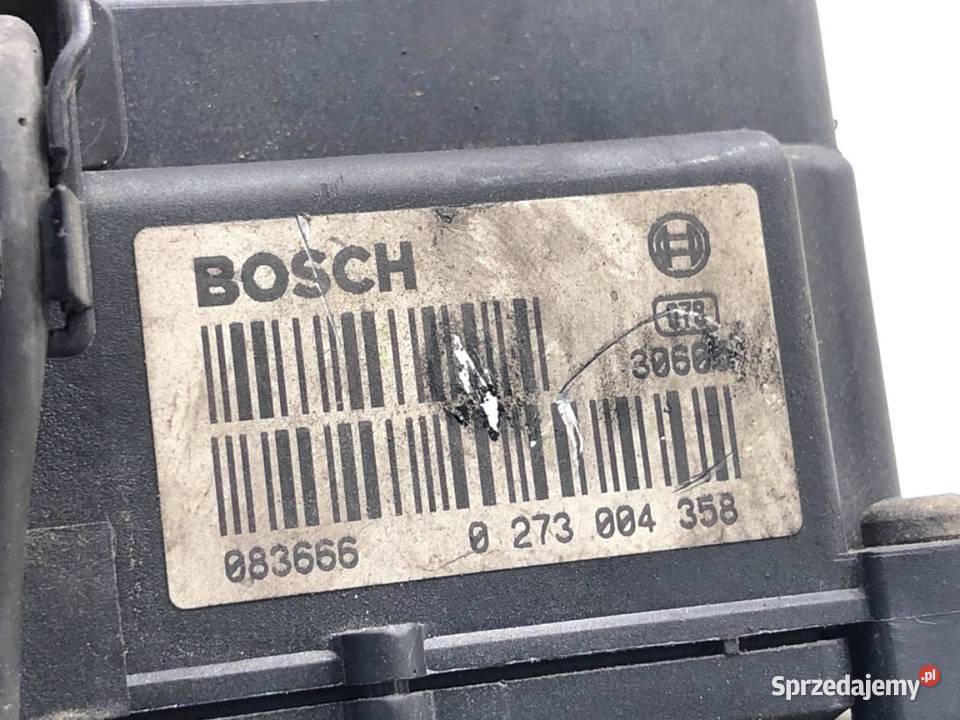 BOSCH
083666 0 273 004 358
Sprzedajemy.pl